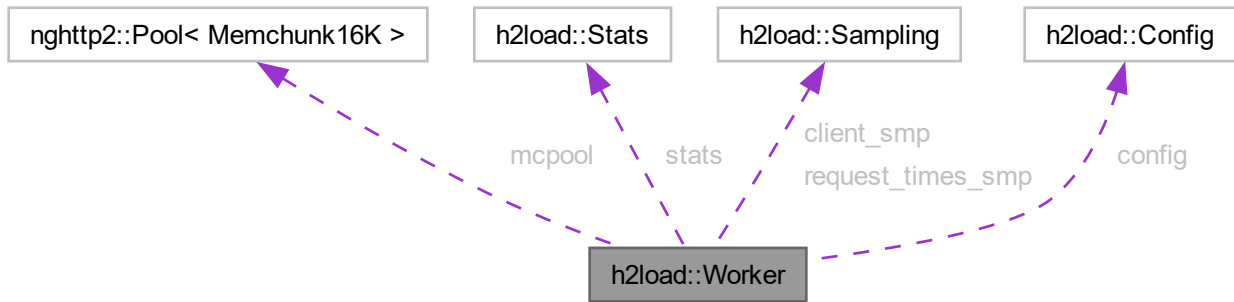 nghttp2::Pool< Memchunk16K >
h2load::Stats
h2load::Sampling
h2load::Config
mcpool
stats
client_smp
request_times_smp
config
h2load::Worker